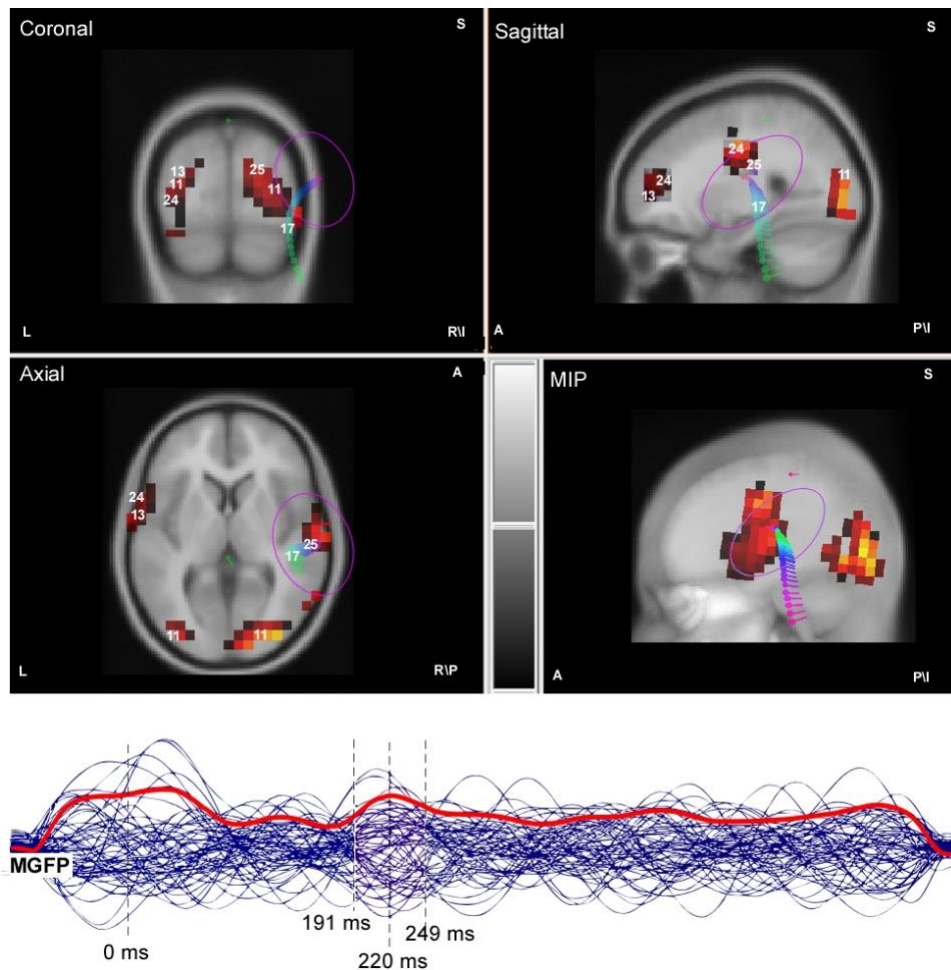 Coronal
S
25
13
11
11
24
17
L
R\I
Sagittal
S
24
25
24
11
13
17
A
P\I
Axial
A
24
13
25
17
11
11
L
R\P
MIP
S
A
P\I
MGFP
0 ms
191 ms
220 ms
249 ms